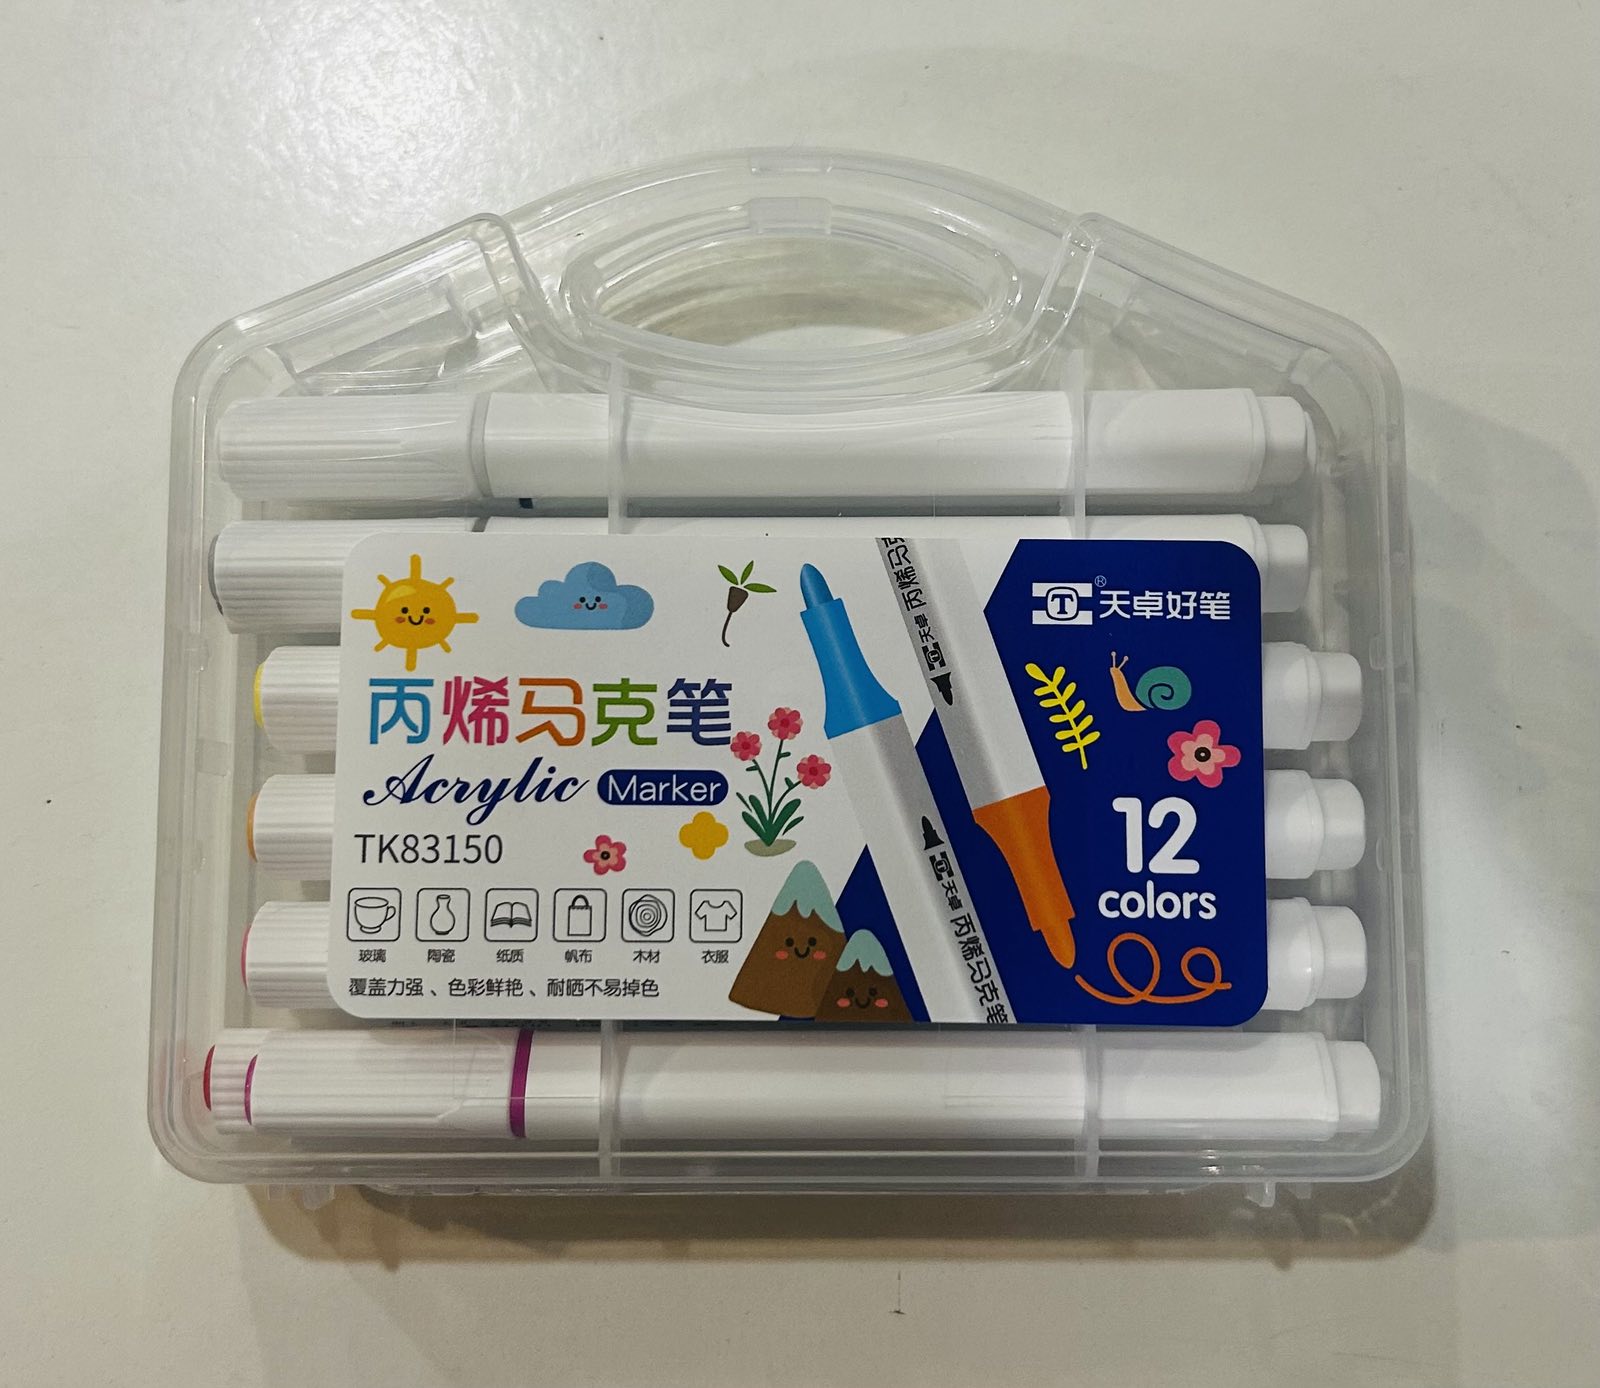 ®
天卓好笔
丙烯马克笔
Acrylic Marker
TK83150
玻璃 陶瓷 纸质 帆布 木材 衣服
覆盖力强、色彩鲜艳、耐晒不易掉色
天卓 丙烯马克
天卓 丙烯马克笔
12
colors